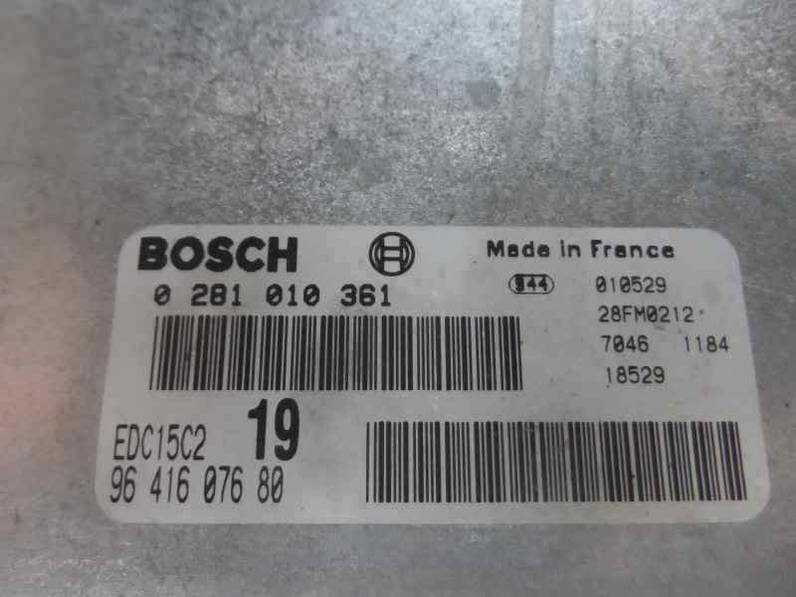 BOSCH
Made in France
0 281 010 361
344 010529
28FM0212
7046 1184
18529
EDC15C2 19
96 416 076 80